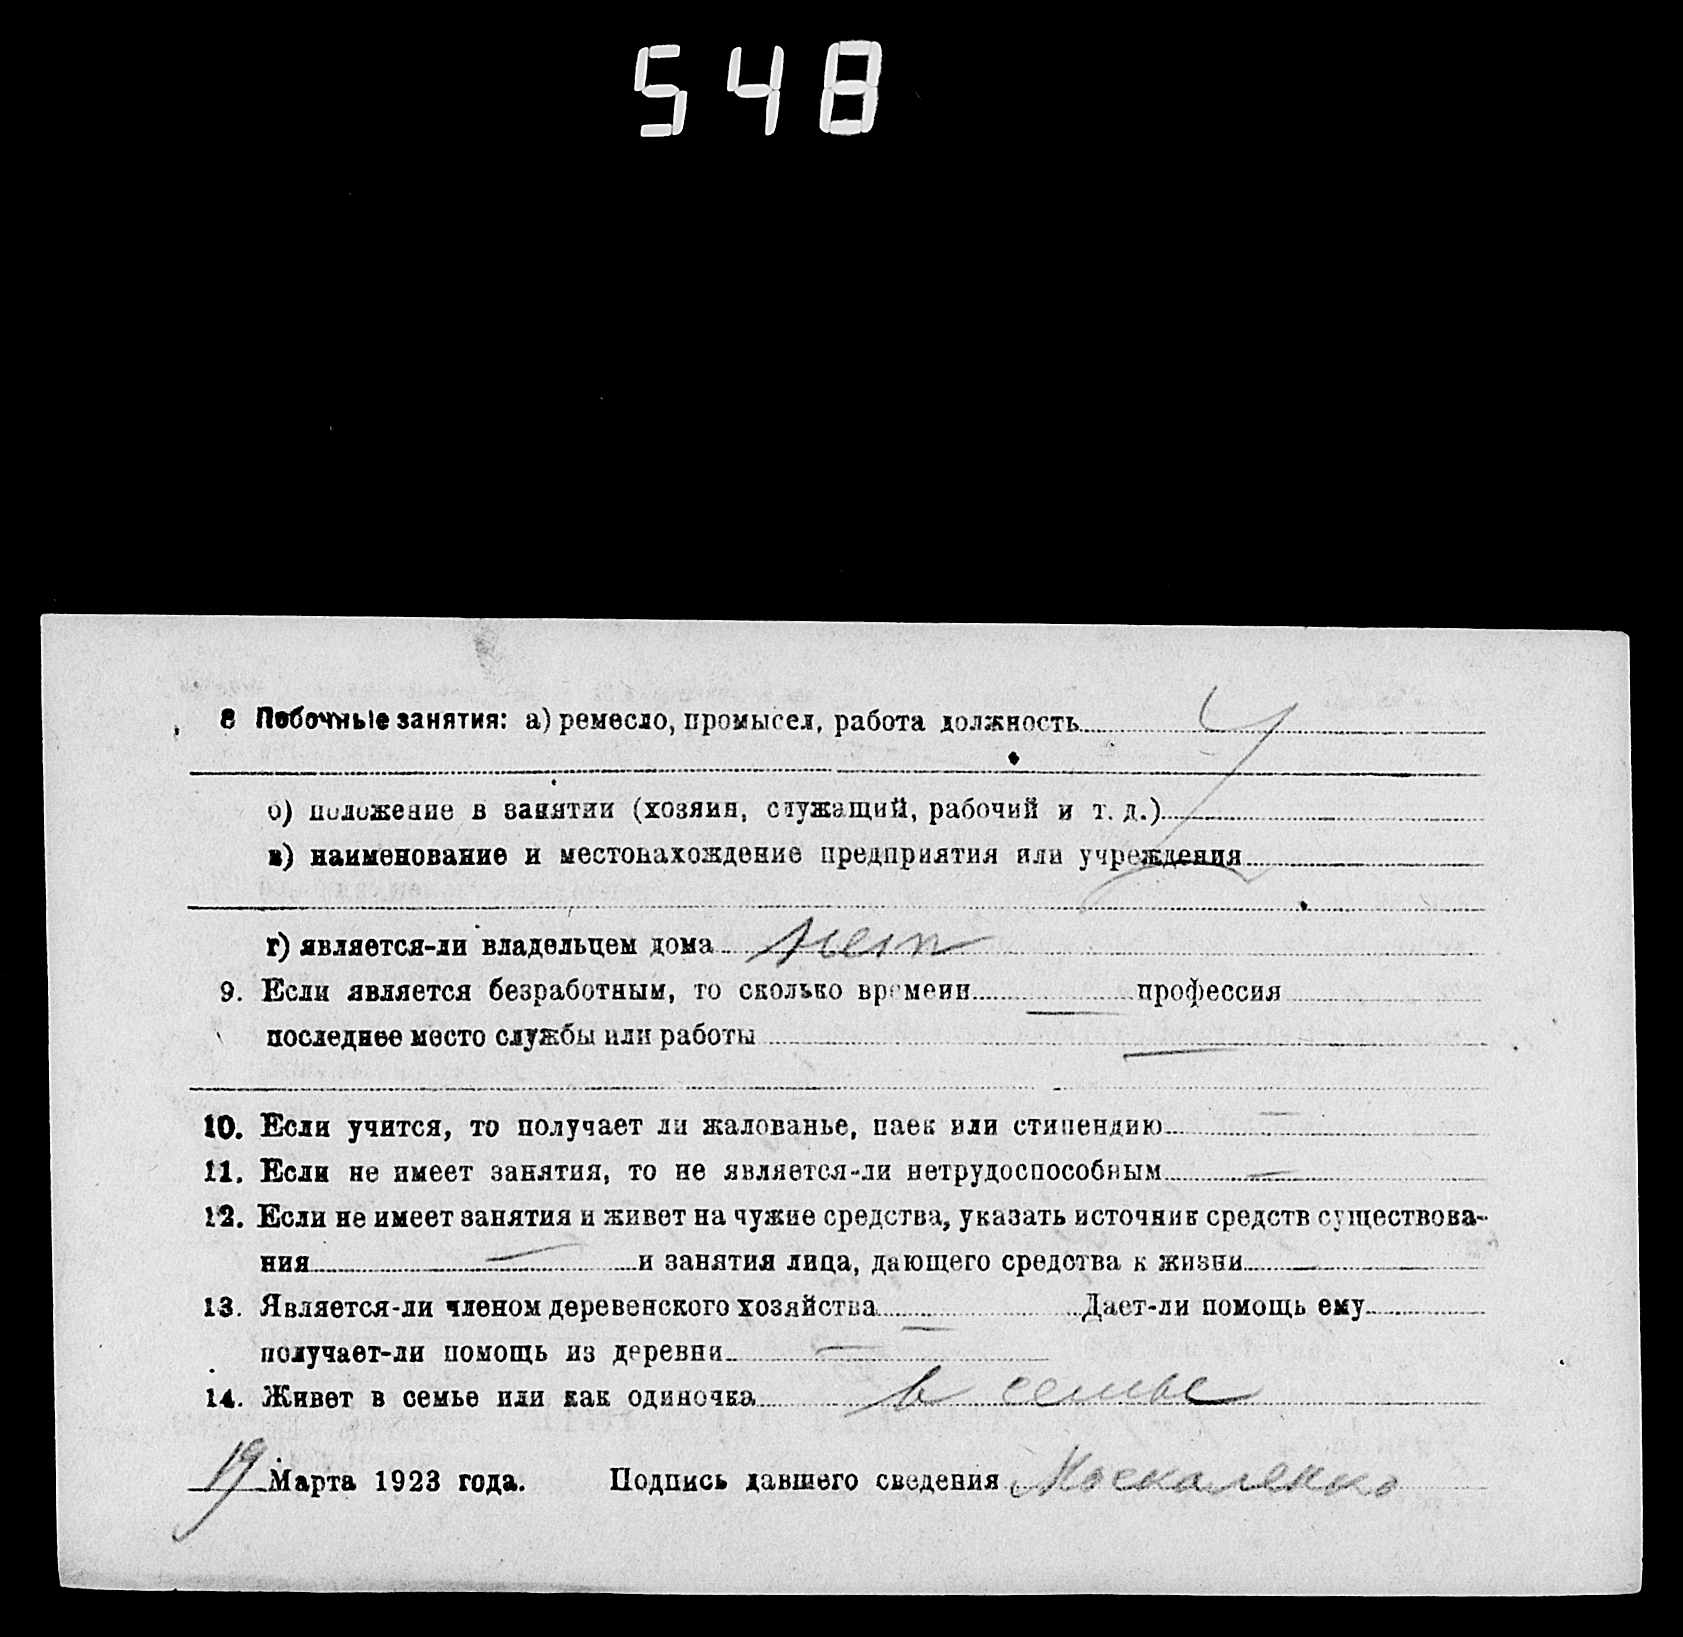 548
8 Побочные занятия: а) ремесло, промысел, работа должность
б) положение в занятии (хозяин, служащий, рабочий и т. д.)
в) наименование и местонахождение предприятия или учреждения
г) является-ли владельцем дома нет
9. Если является безработным, то сколько времени — профессия
последнее место службы или работы —
10. Если учится, то получает ли жалованье, паек или стипендию —
11. Если не имеет занятия, то не является-ли нетрудоспособным —
12. Если не имеет занятия и живет на чужие средства, указать источник средств существова-
ния — и занятия лица, дающего средства к жизни
13. Является-ли членом деревенского хозяйства — Дает-ли помощь ему
получает-ли помощь из деревни —
14. Живет в семье или как одиночка в семье
19 Марта 1923 года. Подпись давшего сведения Москаленко